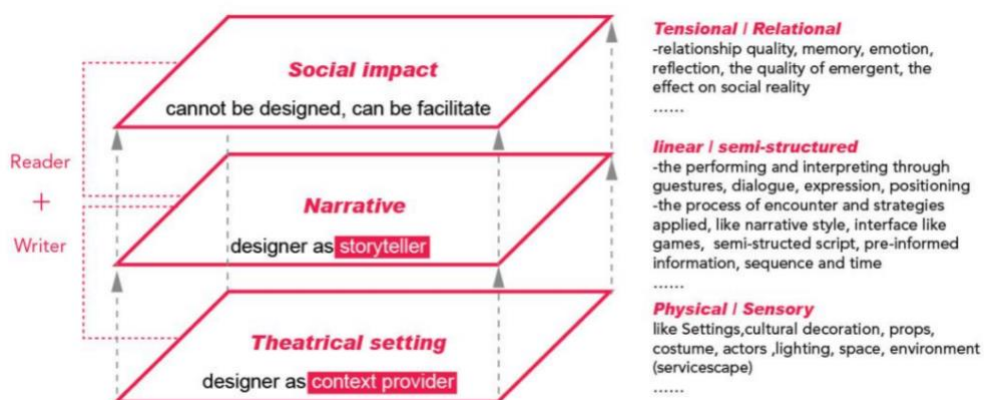 Reader
+
Writer
Social impact
cannot be designed, can be facilitate
Narrative
designer as storyteller
Theatrical setting
designer as context provider
Tensional / Relational
-relationship quality, memory, emotion,
reflection, the quality of emergent, the
effect on social reality
......
linear / semi-structured
-the performing and interpreting through
guestures, dialogue, expression, positioning
-the process of encounter and strategies
applied, like narrative style, interface like
games, semi-structed script, pre-informed
information, sequence and time
......
Physical / Sensory
like Settings,cultural decoration, props,
costume, actors ,lighting, space, environment
(servicescape)
......